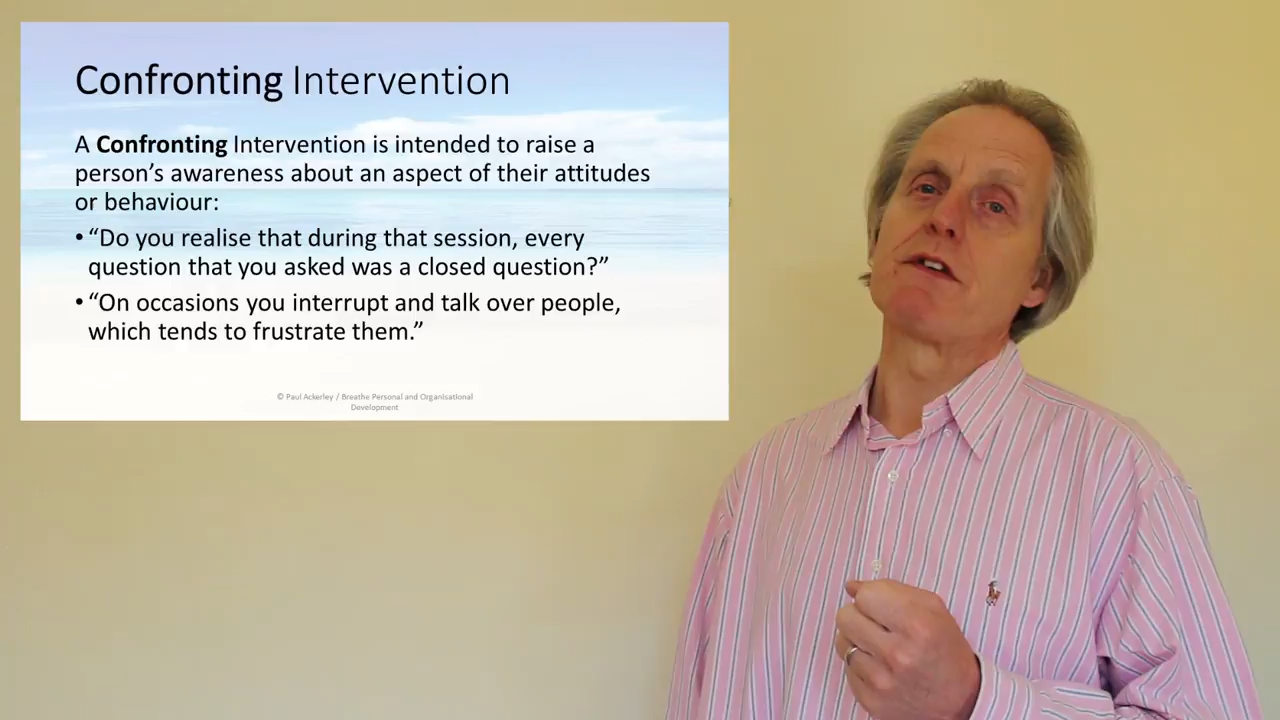 Confronting Intervention
A Confronting Intervention is intended to raise a
person’s awareness about an aspect of their attitudes
or behaviour:
• “Do you realise that during that session, every
question that you asked was a closed question?”
• “On occasions you interrupt and talk over people,
which tends to frustrate them.”
© Paul Ackerley / Breathe Personal and Organisational
Development